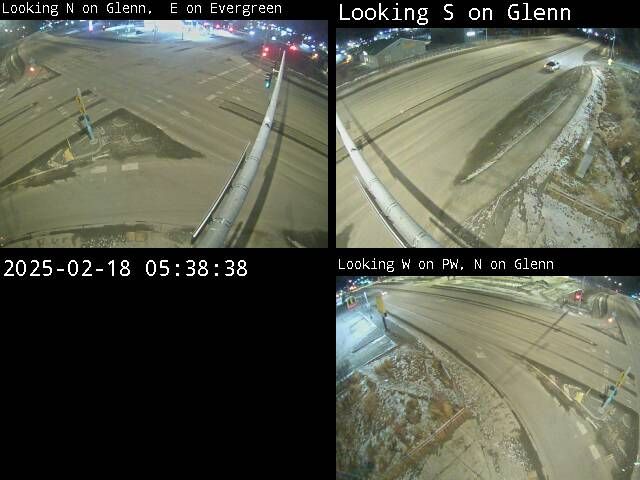 Looking N on Glenn, E on Evergreen
Looking S on Glenn
2025-02-18 05:38:38
Looking W on PW, N on Glenn